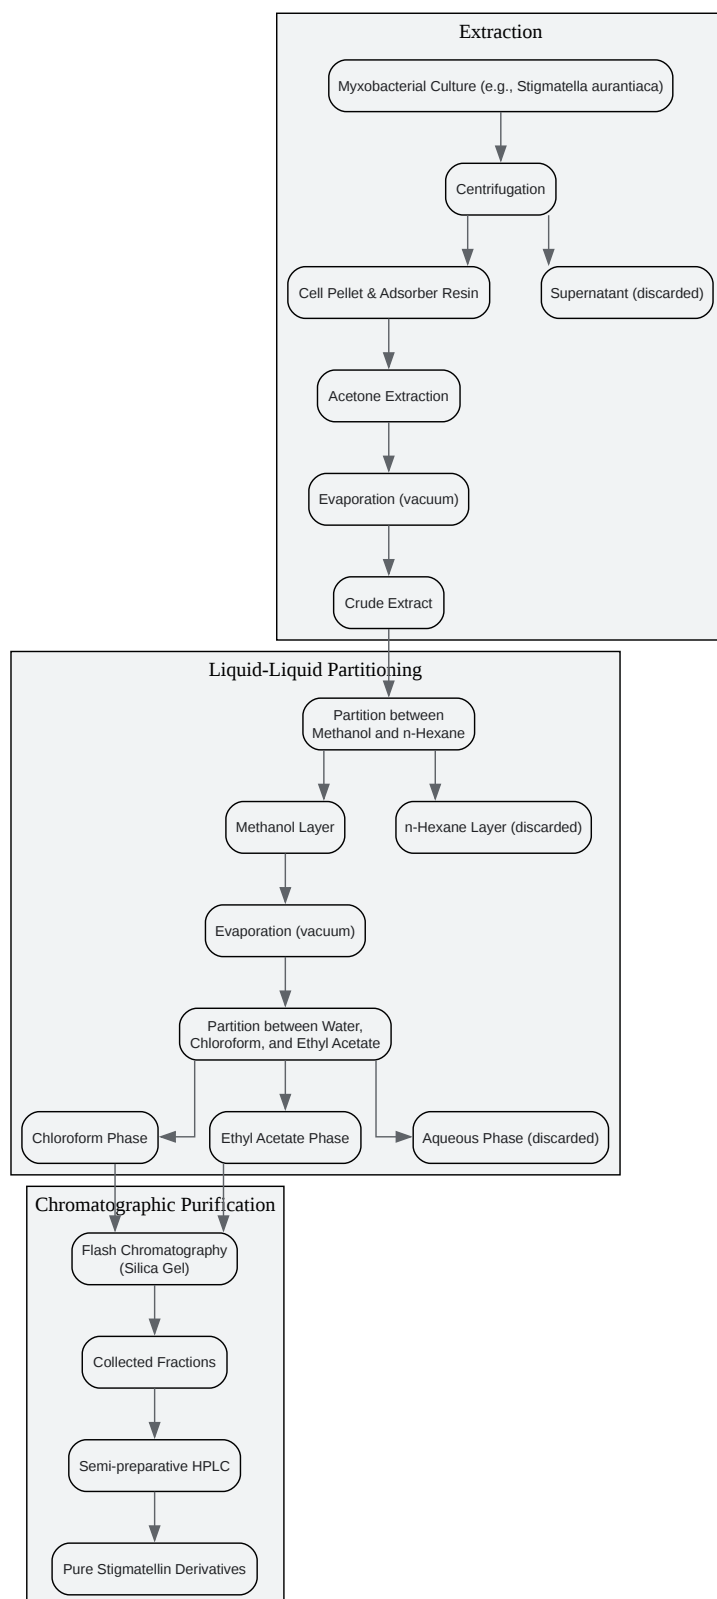 Extraction
Myxobacterial Culture (e.g., Stigmatella aurantiaca)
Centrifugation
Cell Pellet & Adsorber Resin
Supernatant (discarded)
Acetone Extraction
Evaporation (vacuum)
Crude Extract
Liquid-Liquid Partitioning
Partition between
Methanol and n-Hexane
Methanol Layer
n-Hexane Layer (discarded)
Evaporation (vacuum)
Partition between Water,
Chloroform, and Ethyl Acetate
Chloroform Phase
Ethyl Acetate Phase
Aqueous Phase (discarded)
Chromatographic Purification
Flash Chromatography
(Silica Gel)
Collected Fractions
Semi-preparative HPLC
Pure Stigmatellin Derivatives